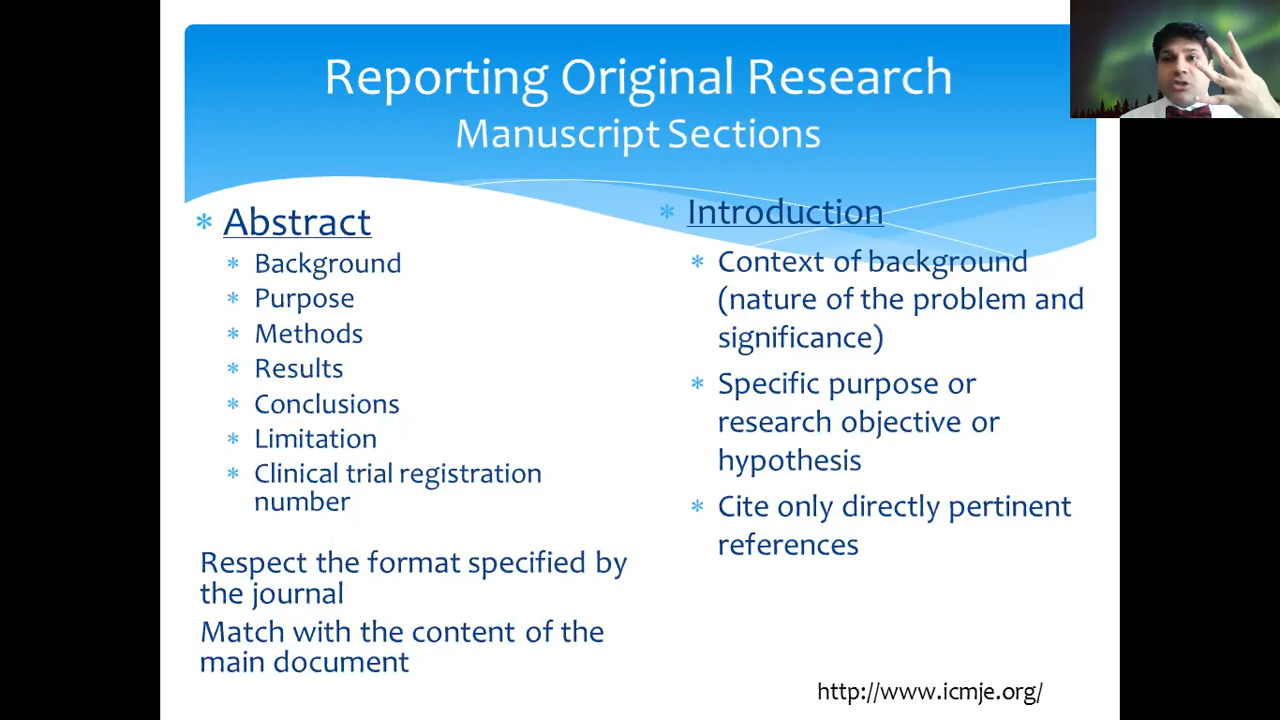 Reporting Original Research
Manuscript Sections
* Abstract
* Background
* Purpose
* Methods
* Results
* Conclusions
* Limitation
* Clinical trial registration
number
Respect the format specified by
the journal
Match with the content of the
main document
* Introduction
* Context of background
(nature of the problem and
significance)
* Specific purpose or
research objective or
hypothesis
* Cite only directly pertinent
references
http://www.icmje.org/